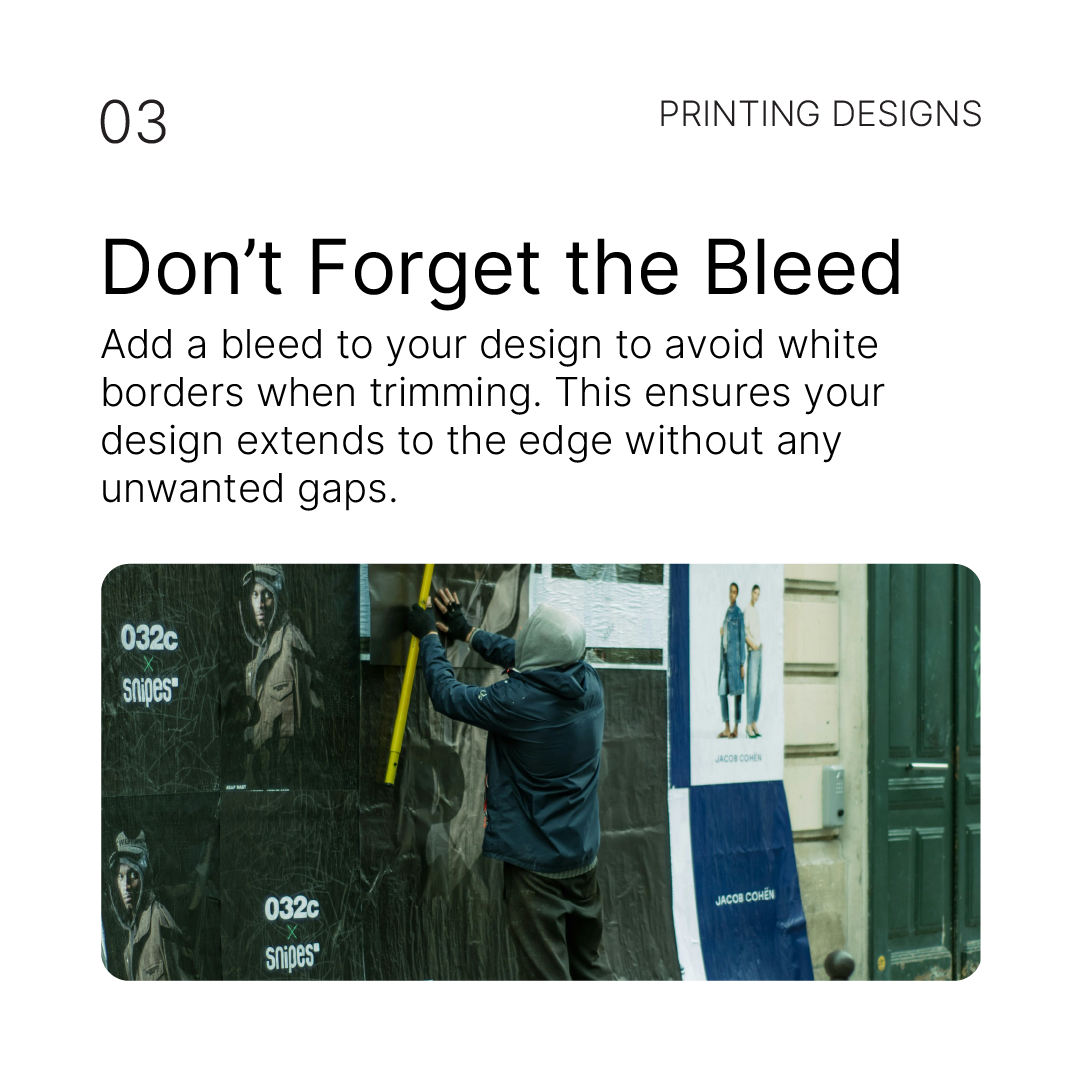 03
PRINTING DESIGNS
Don’t Forget the Bleed
Add a bleed to your design to avoid white
borders when trimming. This ensures your
design extends to the edge without any
unwanted gaps.
032c
x
snipes
A$AP NAST
JACOB COHËN
JACOB COHËN
032c
x
snipes